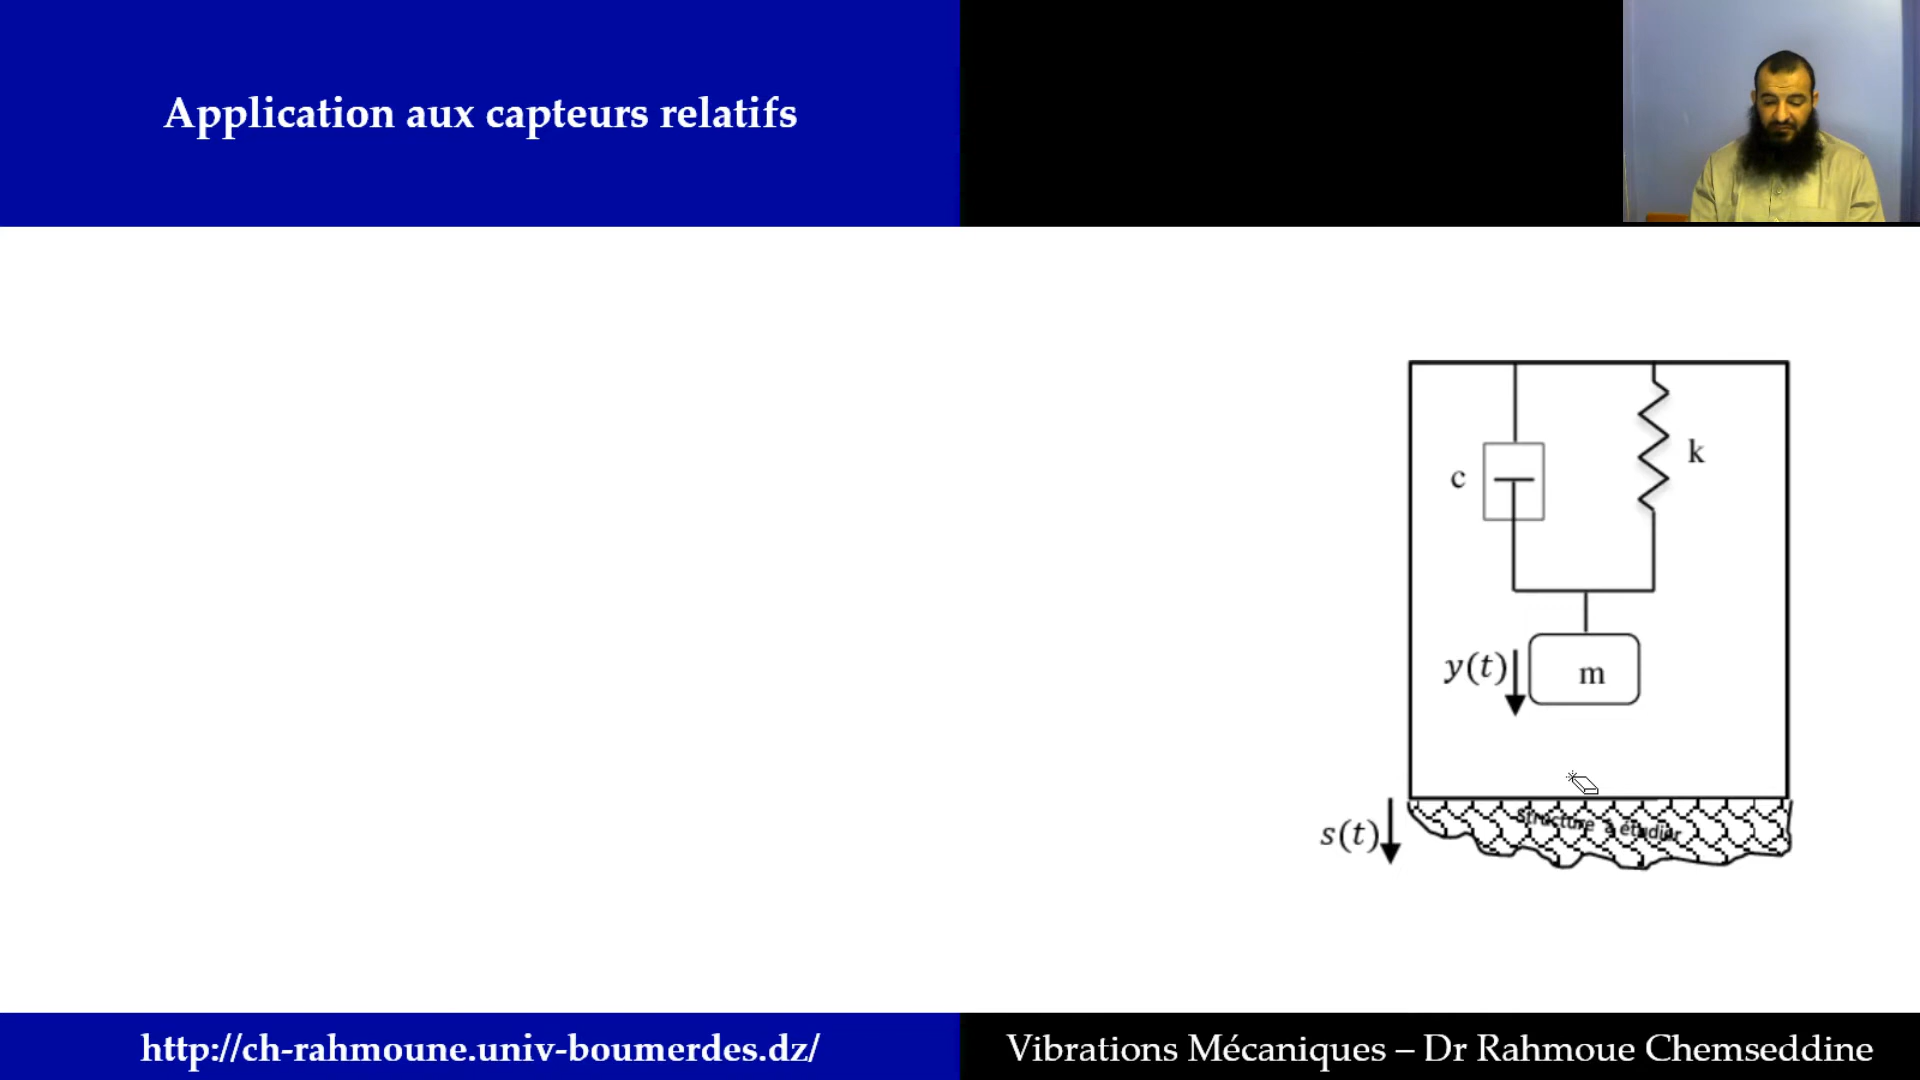 Application aux capteurs relatifs
k
c
y(t)
m
s(t)
Structure à étudier
http://ch-rahmoune.univ-boumerdes.dz/
Vibrations Mécaniques – Dr Rahmoue Chemseddine